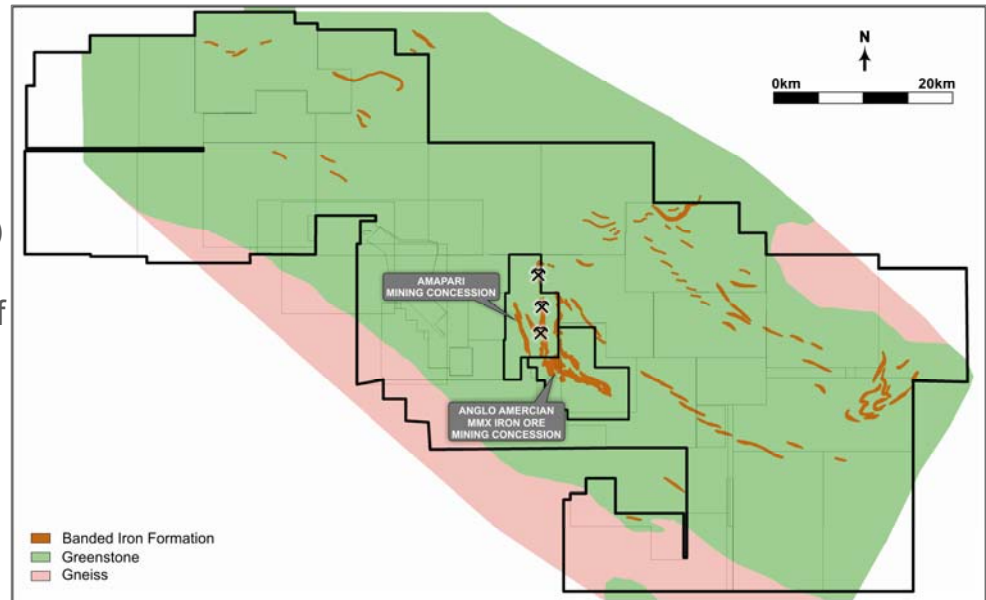 N
0km 20km
)
f
AMAPARI
MINING CONCESSION
ANGLO AMERCIAN
MMX IRON ORE
MINING CONCESSION
Banded Iron Formation
Greenstone
Gneiss